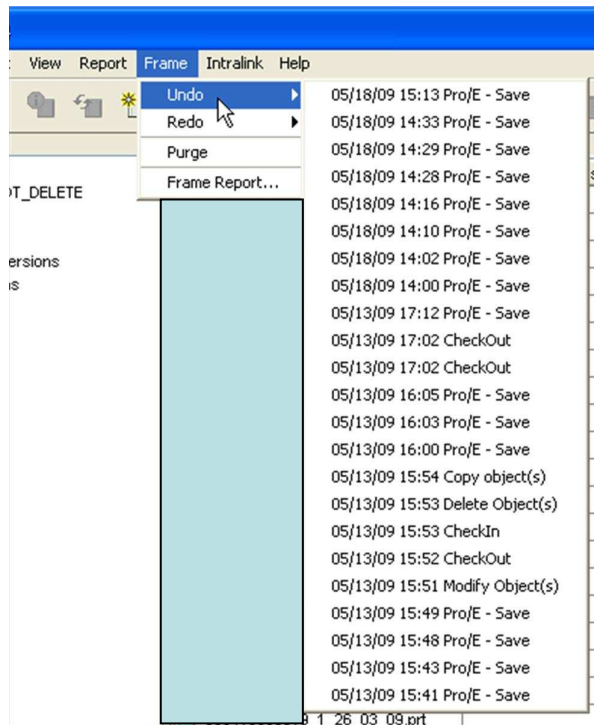 View Report Frame Intralink Help
Undo
Redo
Purge
Frame Report...
OT_DELETE
ersions
05/18/09 15:13 Pro/E - Save
05/18/09 14:33 Pro/E - Save
05/18/09 14:29 Pro/E - Save
05/18/09 14:28 Pro/E - Save
05/18/09 14:16 Pro/E - Save
05/18/09 14:10 Pro/E - Save
05/18/09 14:02 Pro/E - Save
05/18/09 14:00 Pro/E - Save
05/13/09 17:12 Pro/E - Save
05/13/09 17:02 CheckOut
05/13/09 17:02 CheckOut
05/13/09 16:05 Pro/E - Save
05/13/09 16:03 Pro/E - Save
05/13/09 16:00 Pro/E - Save
05/13/09 15:54 Copy object(s)
05/13/09 15:53 Delete Object(s)
05/13/09 15:53 CheckIn
05/13/09 15:52 CheckOut
05/13/09 15:51 Modify Object(s)
05/13/09 15:49 Pro/E - Save
05/13/09 15:48 Pro/E - Save
05/13/09 15:43 Pro/E - Save
05/13/09 15:41 Pro/E - Save
1_26_03_09.prt